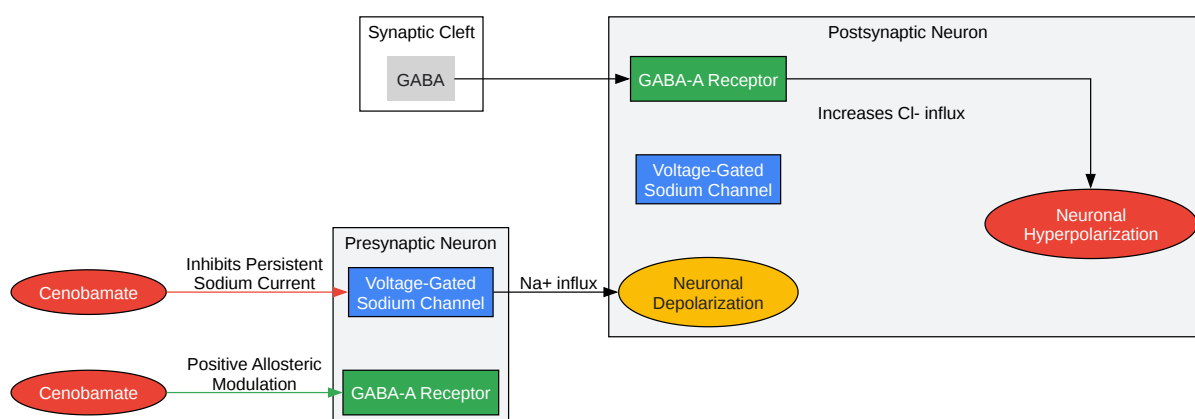 Synaptic Cleft
GABA
Postsynaptic Neuron
GABA-A Receptor
Increases Cl- influx
Voltage-Gated
Sodium Channel
Neuronal
Hyperpolarization
Presynaptic Neuron
Cenobamate
Inhibits Persistent
Sodium Current
Voltage-Gated
Sodium Channel
Na+ influx
Neuronal
Depolarization
Cenobamate
Positive Allosteric
Modulation
GABA-A Receptor